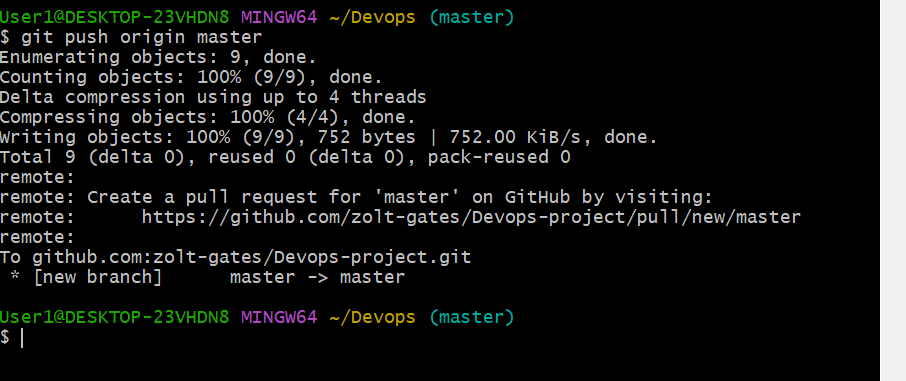 User1@DESKTOP-23VHDN8 MINGW64 ~/Devops (master)
$ git push origin master
Enumerating objects: 9, done.
Counting objects: 100% (9/9), done.
Delta compression using up to 4 threads
Compressing objects: 100% (4/4), done.
Writing objects: 100% (9/9), 752 bytes | 752.00 KiB/s, done.
Total 9 (delta 0), reused 0 (delta 0), pack-reused 0
remote:
remote: Create a pull request for 'master' on GitHub by visiting:
remote:      https://github.com/zolt-gates/Devops-project/pull/new/master
remote:
To github.com:zolt-gates/Devops-project.git
 * [new branch]      master -> master
User1@DESKTOP-23VHDN8 MINGW64 ~/Devops (master)
$